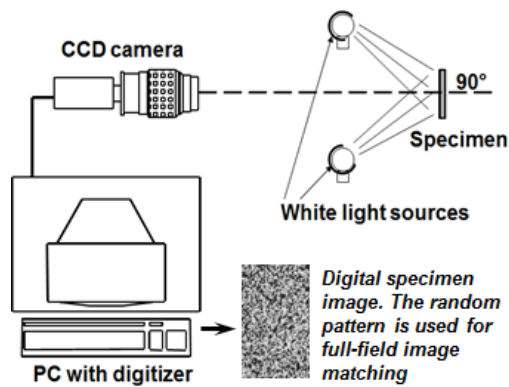 CCD camera
90°
Specimen
White light sources
Digital specimen
image. The random
pattern is used for
full-field image
matching
PC with digitizer